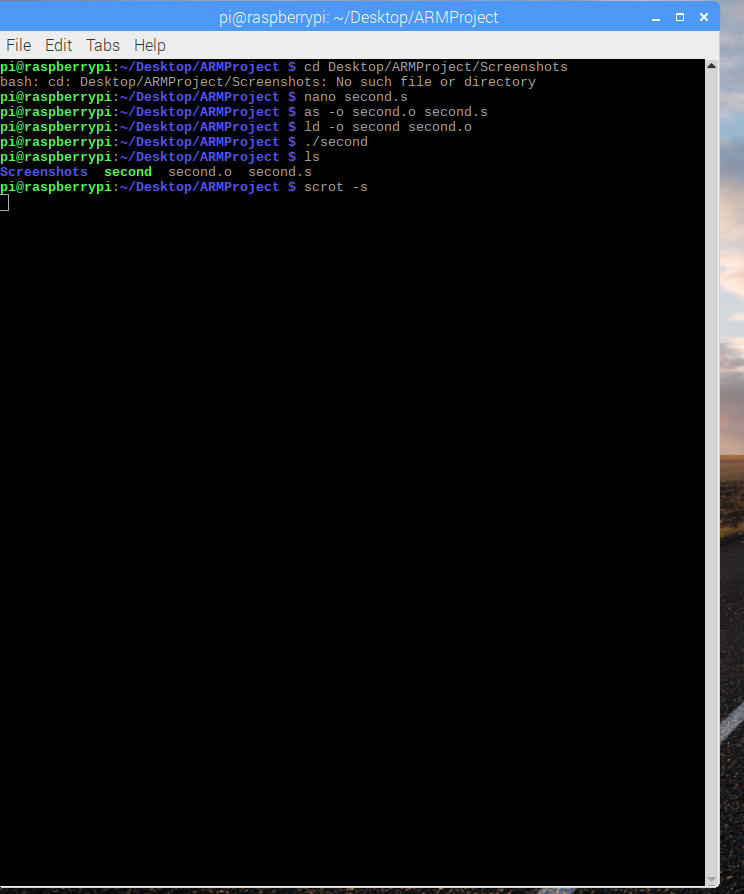 pi@raspberrypi: ~/Desktop/ARMProject
File Edit Tabs Help
pi@raspberrypi:~/Desktop/ARMProject $ cd Desktop/ARMProject/Screenshots
bash: cd: Desktop/ARMProject/Screenshots: No such file or directory
pi@raspberrypi:~/Desktop/ARMProject $ nano second.s
pi@raspberrypi:~/Desktop/ARMProject $ as -o second.o second.s
pi@raspberrypi:~/Desktop/ARMProject $ ld -o second second.o
pi@raspberrypi:~/Desktop/ARMProject $ ./second
pi@raspberrypi:~/Desktop/ARMProject $ ls
Screenshots  second  second.o  second.s
pi@raspberrypi:~/Desktop/ARMProject $ scrot -s